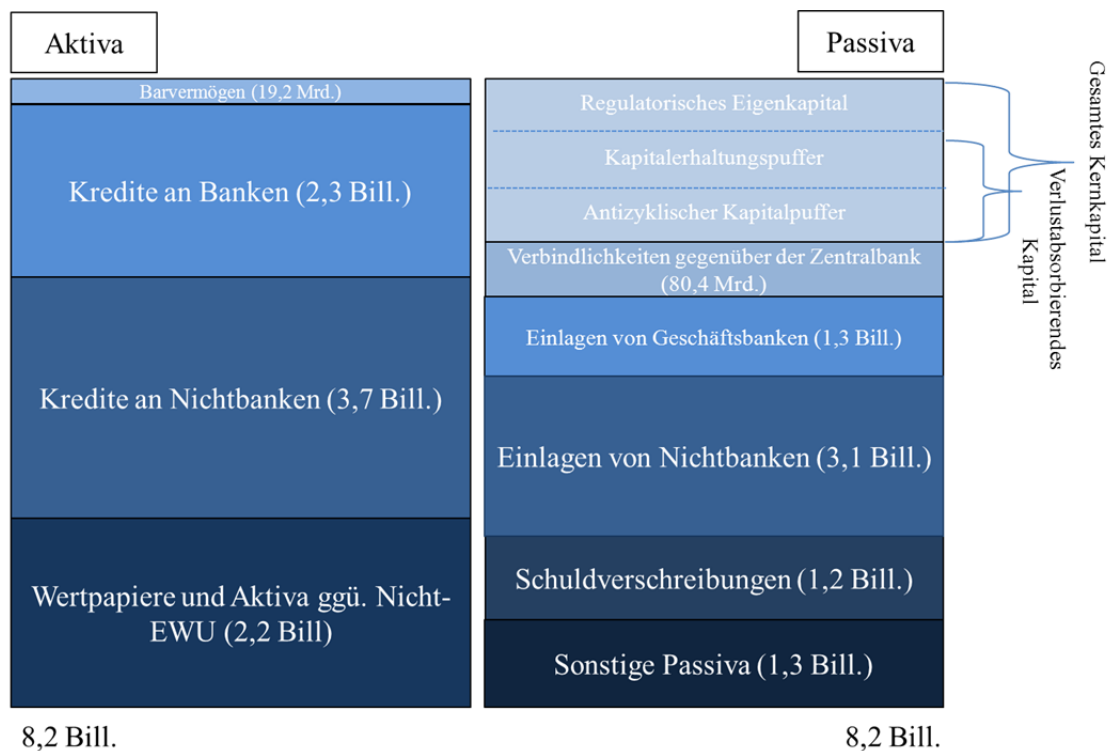 Aktiva
Barvermögen (19,2 Mrd.)
Kredite an Banken (2,3 Bill.)
Kredite an Nichtbanken (3,7 Bill.)
Wertpapiere und Aktiva ggü. Nicht-
EWU (2,2 Bill)
8,2 Bill.
Passiva
Regulatorisches Eigenkapital
Kapitalerhaltungspuffer
Antizyklischer Kapitalpuffer
Verbindlichkeiten gegenüber der Zentralbank
(80,4 Mrd.)
Einlagen von Geschäftsbanken (1,3 Bill.)
Einlagen von Nichtbanken (3,1 Bill.)
Schuldverschreibungen (1,2 Bill.)
Sonstige Passiva (1,3 Bill.)
8,2 Bill.
Gesamtes Kernkapital
Verlustabsorbierendes
Kapital